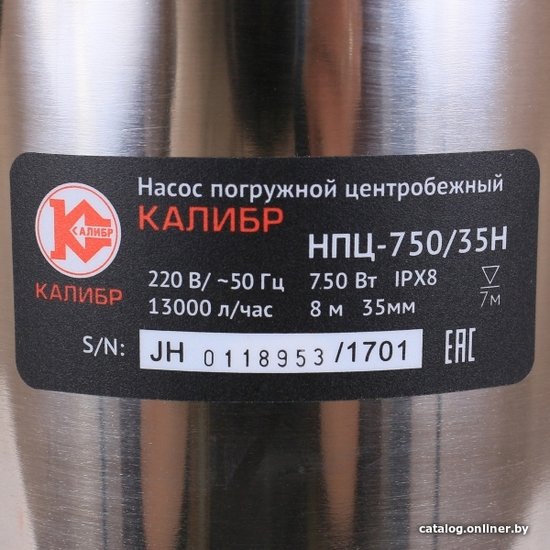 Насос погружной центробежный
КАЛИБР
НПЦ-750/35Н
КАЛИБР
КАЛИБР
220 В/ ~50 Гц 750 Вт IPX8
13000 л/час 8 м 35мм 7м
S/N: JH 0118953/1701 EAC
catalog.onliner.by